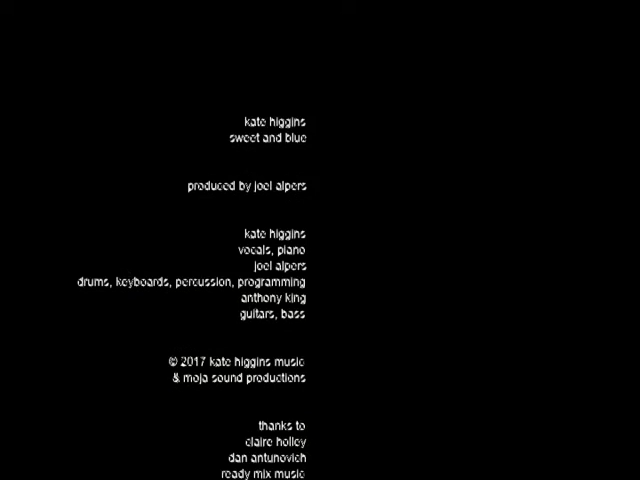 kate higgins
sweet and blue
produced by joel alpers
kate higgins
vocals, piano
joel alpers
drums, keyboards, percussion, programming
anthony king
guitars, bass
© 2017 kate higgins music
& moja sound productions
thanks to
claire holley
dan antunovich
ready mix music